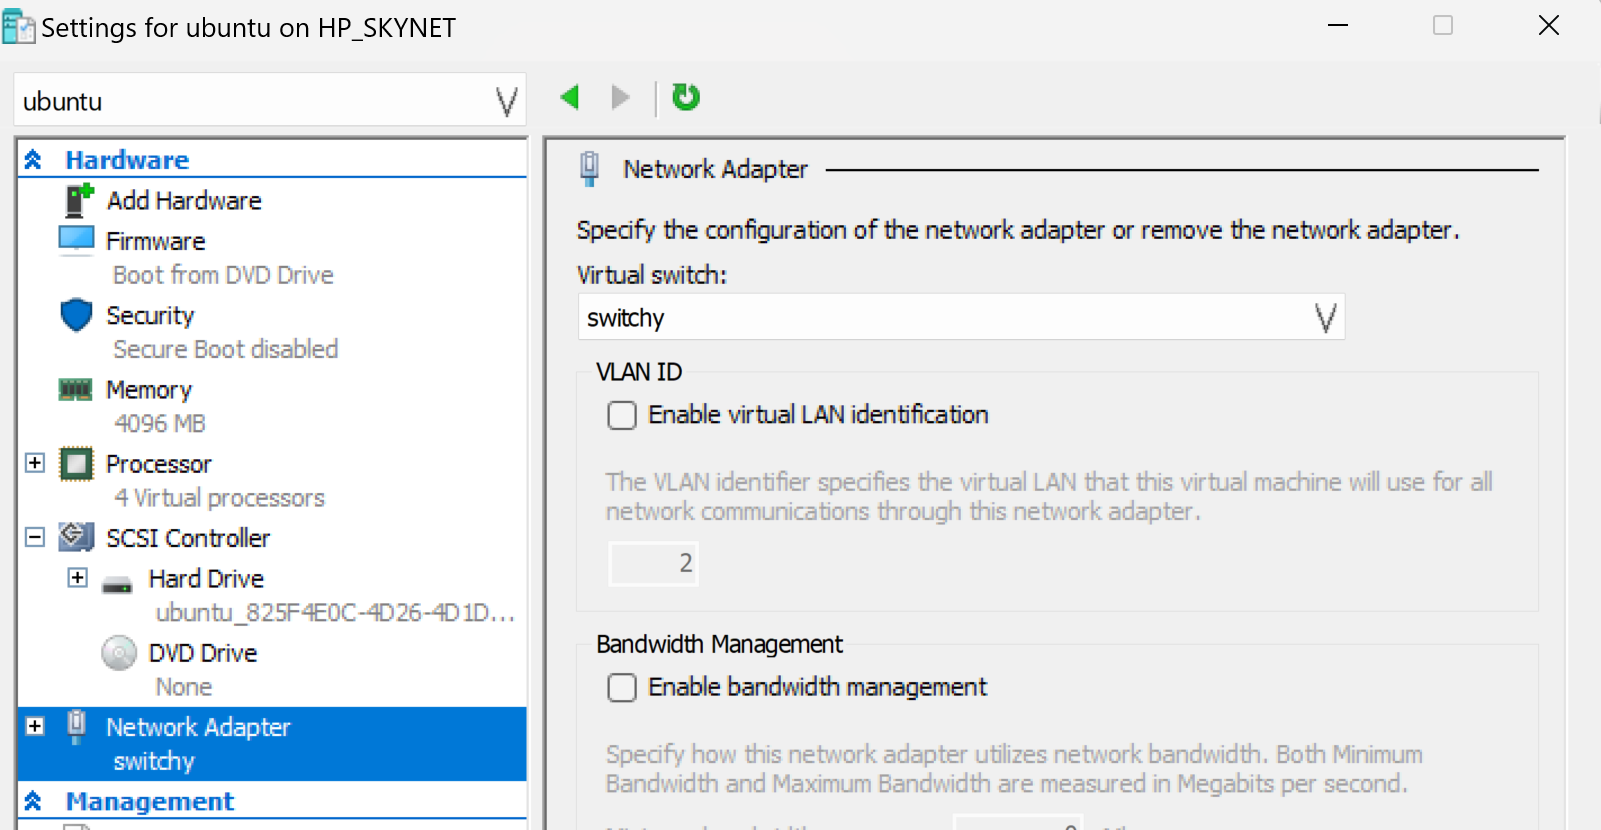 Settings for ubuntu on HP_SKYNET
ubuntu
Hardware
Add Hardware
Firmware
Boot from DVD Drive
Security
Secure Boot disabled
Memory
4096 MB
Processor
4 Virtual processors
SCSI Controller
Hard Drive
ubuntu_825F4E0C-4D26-4D1D...
DVD Drive
None
Network Adapter
switchy
Management
Network Adapter
Specify the configuration of the network adapter or remove the network adapter.
Virtual switch:
switchy
VLAN ID
Enable virtual LAN identification
The VLAN identifier specifies the virtual LAN that this virtual machine will use for all
network communications through this network adapter.
2
Bandwidth Management
Enable bandwidth management
Specify how this network adapter utilizes network bandwidth. Both Minimum
Bandwidth and Maximum Bandwidth are measured in Megabits per second.